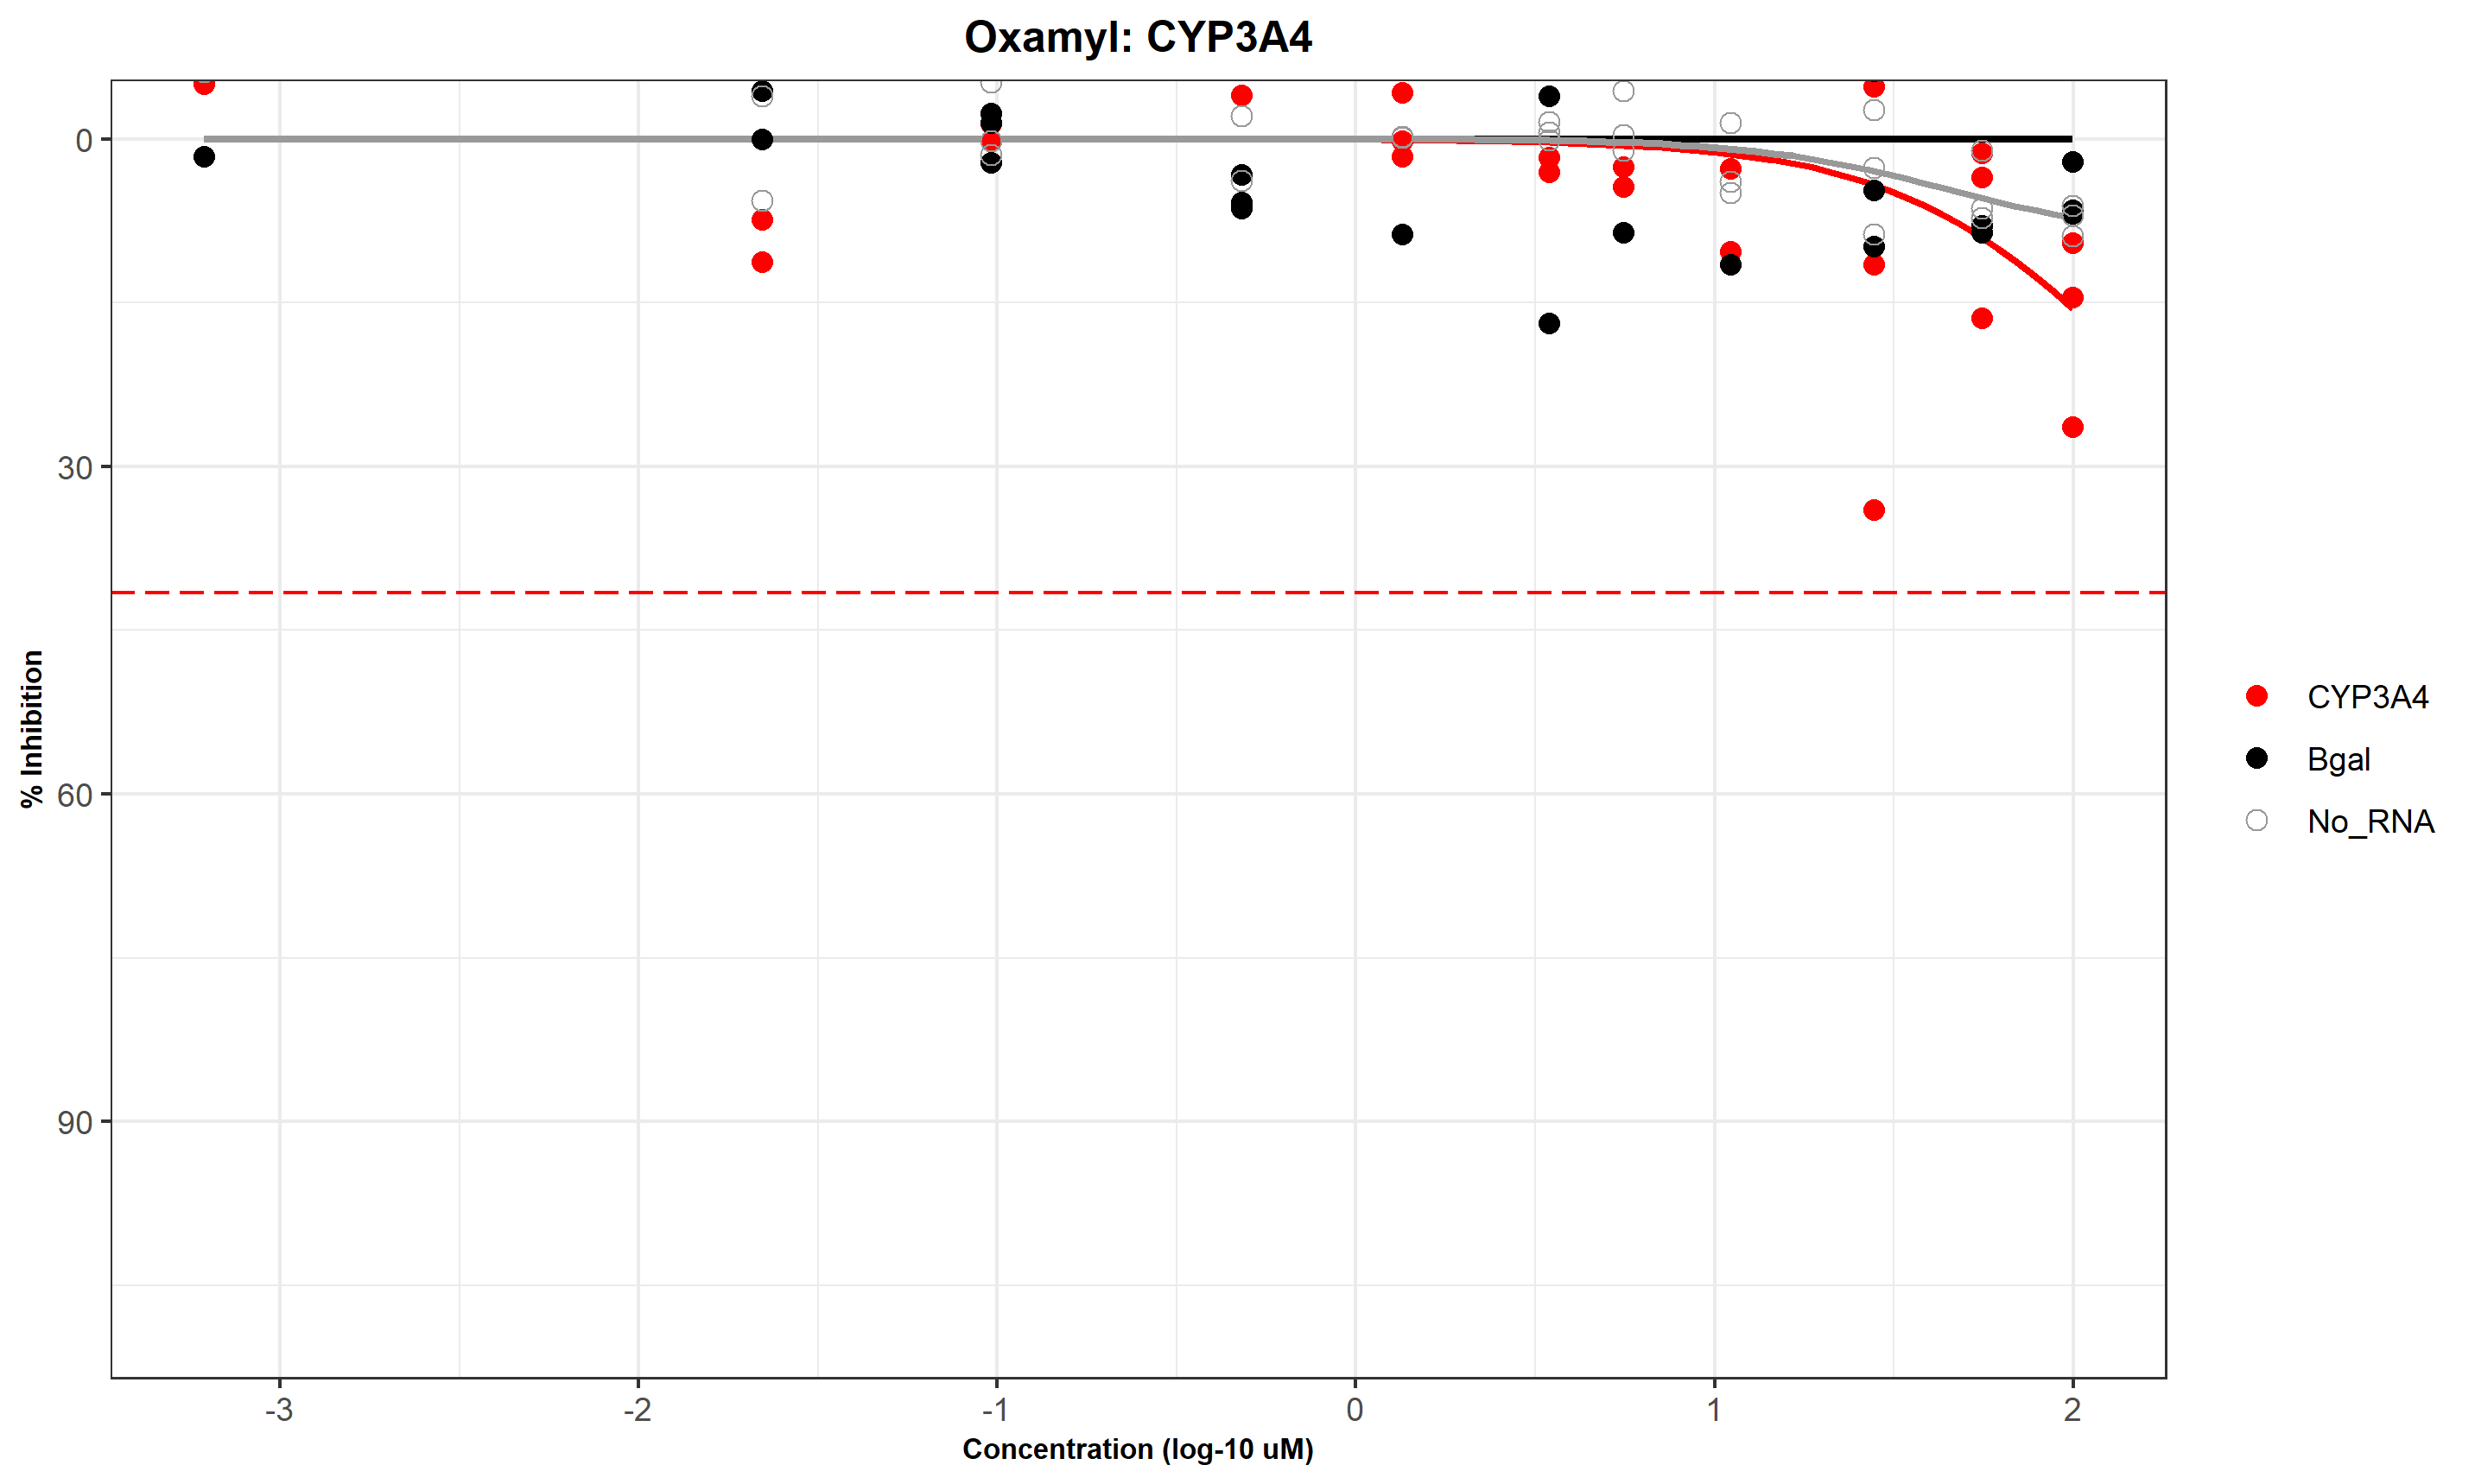 Oxamyl: CYP3A4
0
30
60
90
% Inhibition
-3
-2
-1
0
1
2
Concentration (log-10 uM)
CYP3A4
Bgal
No_RNA